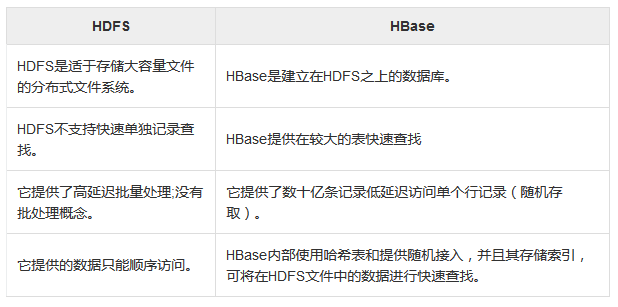 HDFS
HBase
HDFS是适于存储大容量文件
的分布式文件系统。
HBase是建立在HDFS之上的数据库。
HDFS不支持快速单独记录查
找。
HBase提供在较大的表快速查找
它提供了高延迟批量处理;没有
批处理概念。
它提供了数十亿条记录低延迟访问单个行记录（随机存
取）。
它提供的数据只能顺序访问。
HBase内部使用哈希表和提供随机接入，并且其存储索引，
可将在HDFS文件中的数据进行快速查找。